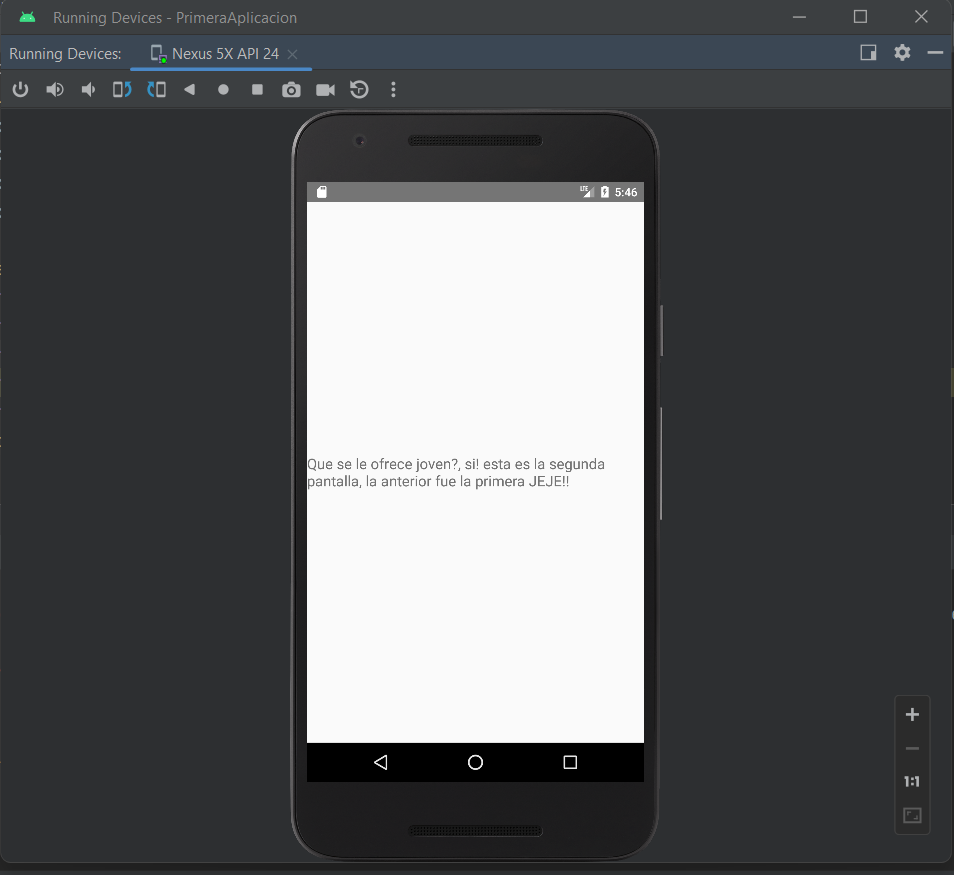 Running Devices - PrimeraAplicacion
Running Devices:
Nexus 5X API 24
LTE
5:46
Que se le ofrece joven?, si! esta es la segunda
pantalla, la anterior fue la primera JEJE!!
1:1